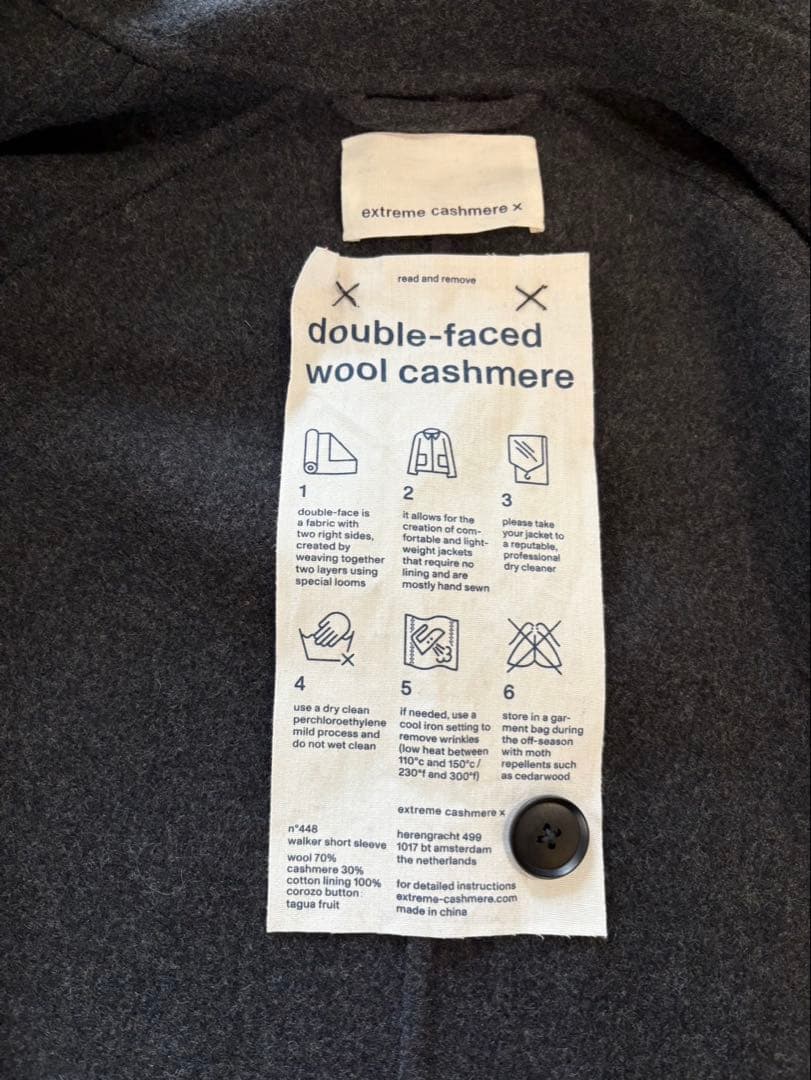 extreme cashmere x
read and remove
double-faced
wool cashmere
1
double-face is
a fabric with
two right sides,
created by
weaving together
two layers using
special looms
2
it allows for the
creation of com-
fortable and light-
weight jackets
that require no
lining and are
mostly hand sewn
3
please take
your jacket to
a reputable,
professional
dry cleaner
4
use a dry clean
perchloroethylene
mild process and
do not wet clean
5
if needed, use a
cool iron setting to
remove wrinkles
(low heat between
110°c and 150°c/
230°f and 300°f)
6
store in a gar-
ment bag during
the off-season
with moth
repellents such
as cedarwood
n°448
walker short sleeve
wool 70%
cashmere 30%
cotton lining 100%
corozo button:
tagua fruit
extreme cashmere x
herengracht 499
1017 bt amsterdam
the netherlands
for detailed instructions
extreme-cashmere.com
made in china